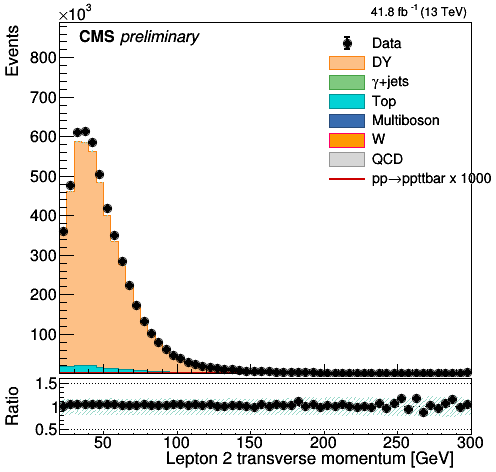 ×10³
41.8 fb⁻¹ (13 TeV)
CMS preliminary
Events
800
700
600
500
400
300
200
100
Data
DY
γ+jets
Top
Multiboson
W
QCD
pp→ppttbar x 1000
Ratio
1.5
1
0.5
50
100
150
200
250
300
Lepton 2 transverse momentum [GeV]